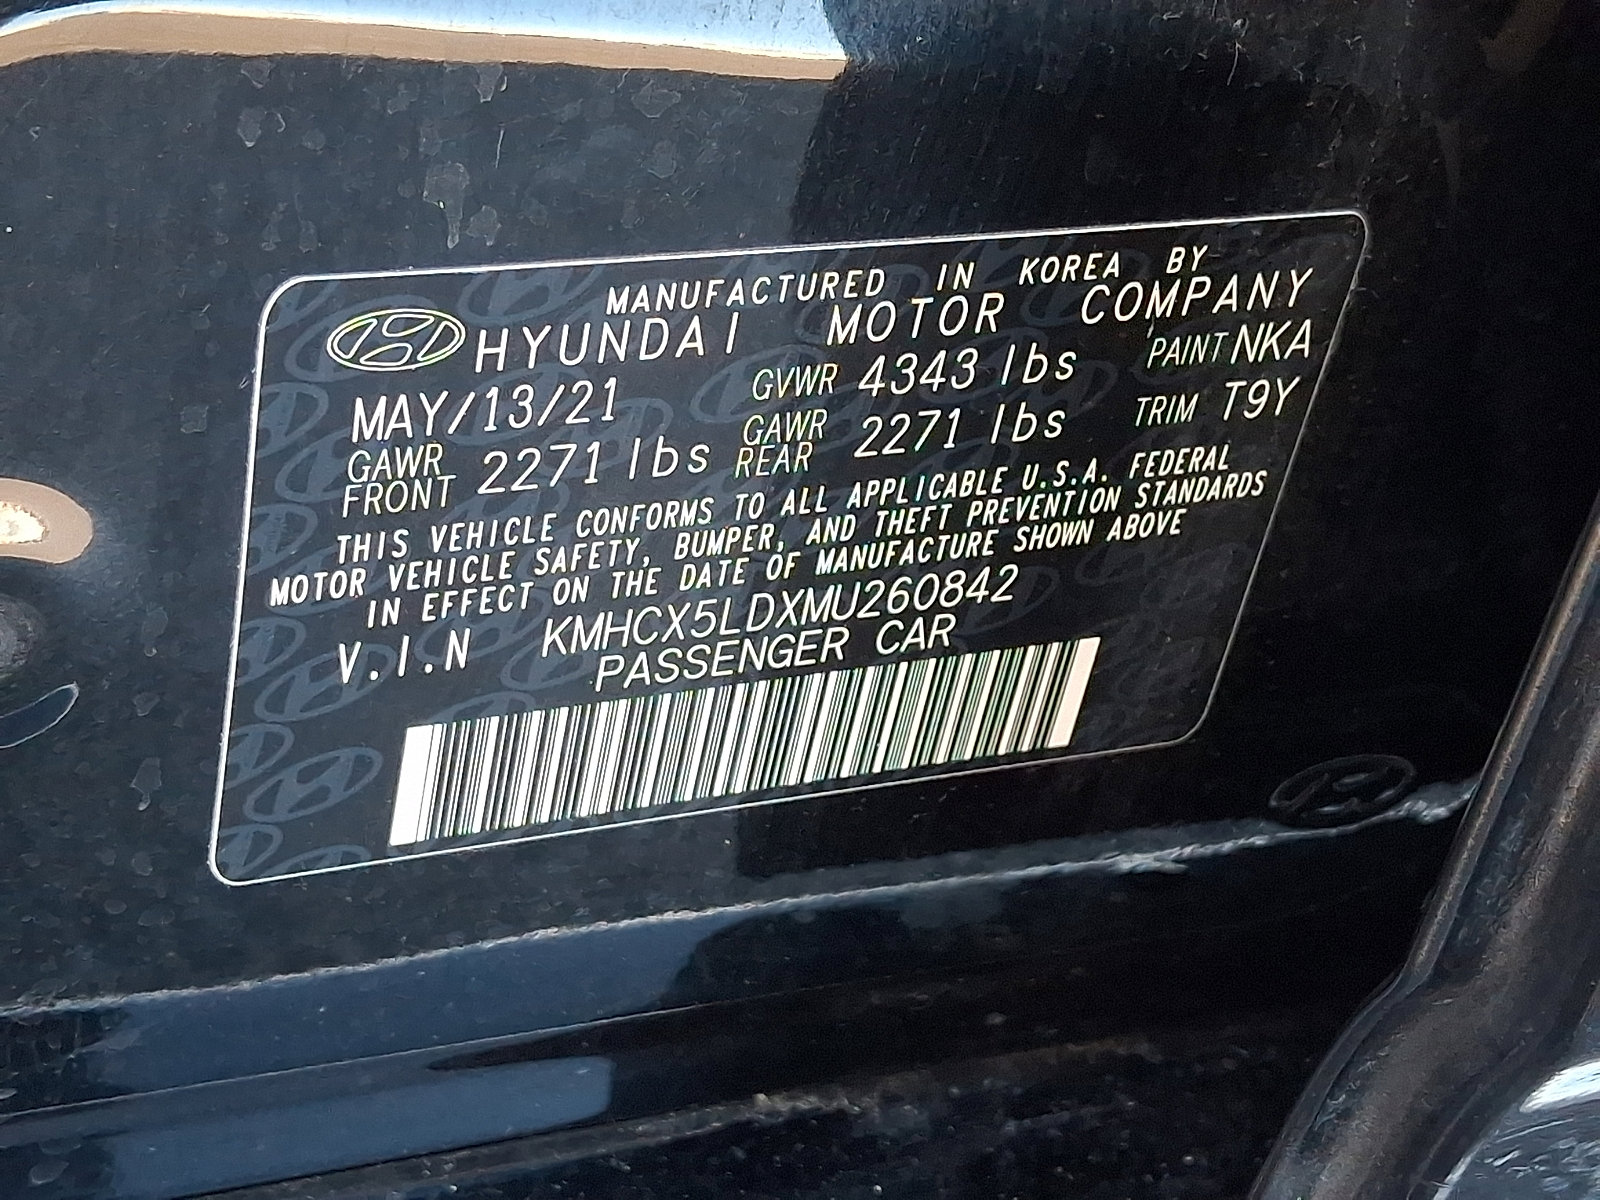 MANUFACTURED IN KOREA BY
HYUNDAI MOTOR COMPANY
MAY/13/21 GVWR 4343 lbs PAINT NKA
GAWR FRONT 2271 lbs GAWR REAR 2271 lbs TRIM T9Y
THIS VEHICLE CONFORMS TO ALL APPLICABLE U.S.A. FEDERAL
MOTOR VEHICLE SAFETY, BUMPER, AND THEFT PREVENTION STANDARDS
IN EFFECT ON THE DATE OF MANUFACTURE SHOWN ABOVE
V.I.N KMHCX5LDXMU260842
PASSENGER CAR